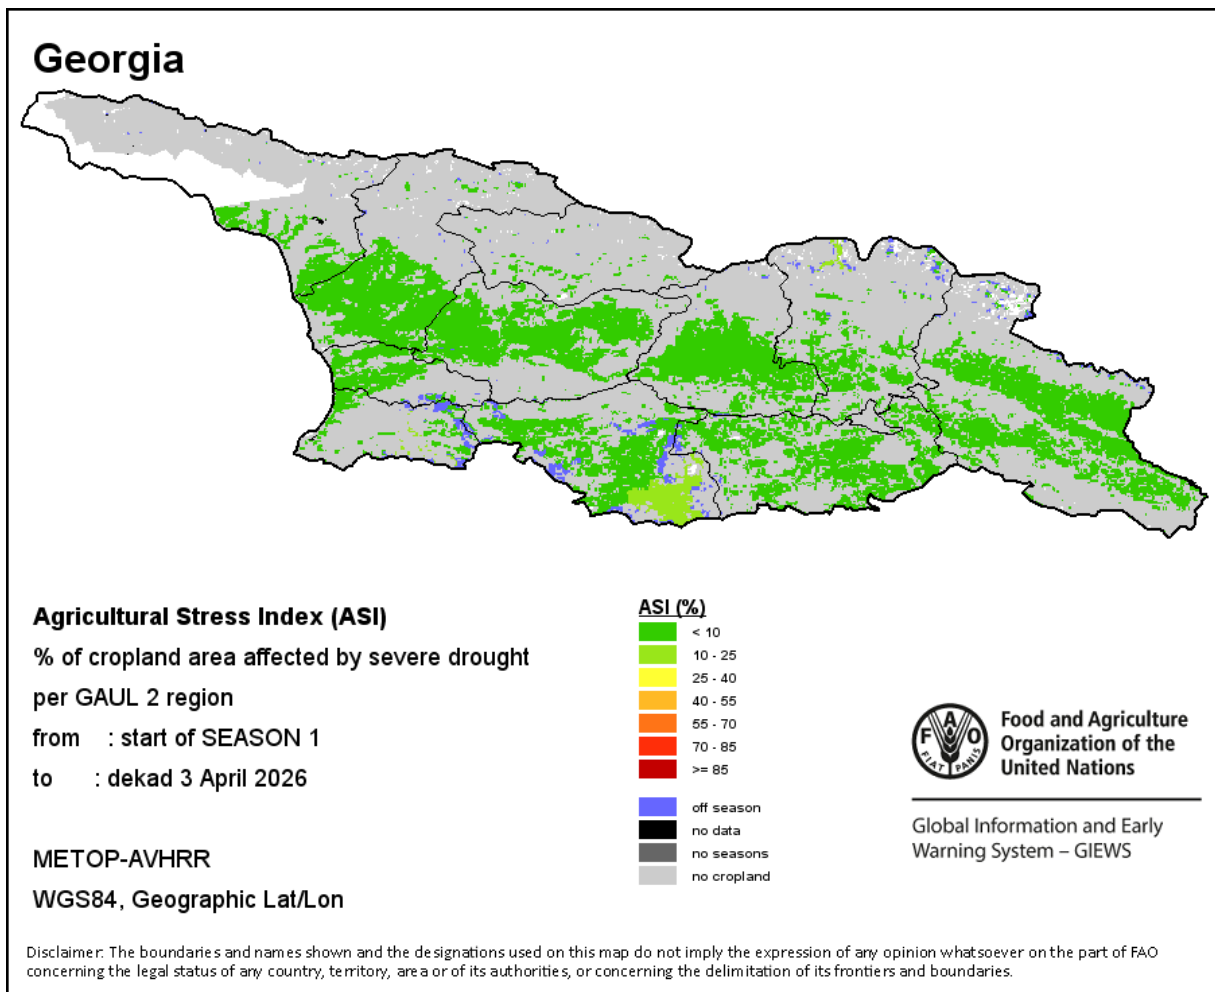 Georgia
Agricultural Stress Index (ASI)
% of cropland area affected by severe drought
per GAUL 2 region
from : start of SEASON 1
to : dekad 3 April 2026
METOP-AVHRR
WGS84, Geographic Lat/Lon
ASI (%)
< 10
10 - 25
25 - 40
40 - 55
55 - 70
70 - 85
>= 85
off season
no data
no seasons
no cropland
F A O
FIAT PANIS
Food and Agriculture
Organization of the
United Nations
Global Information and Early
Warning System – GIEWS
Disclaimer: The boundaries and names shown and the designations used on this map do not imply the expression of any opinion whatsoever on the part of FAO
concerning the legal status of any country, territory, area or of its authorities, or concerning the delimitation of its frontiers and boundaries.